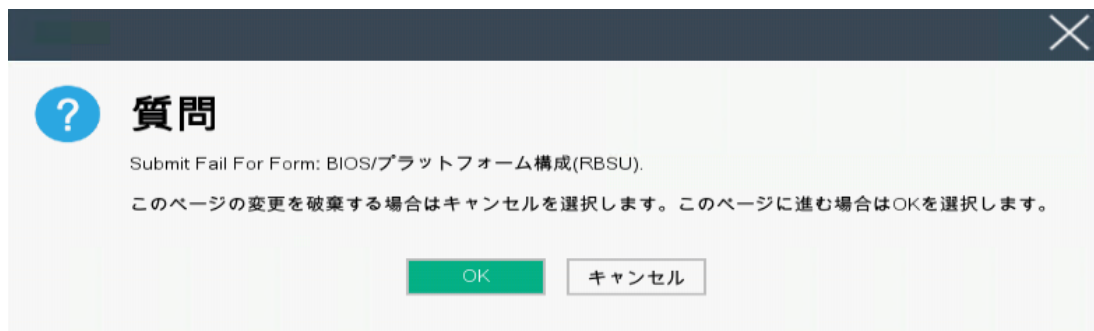 質問
Submit Fail For Form: BIOS/プラットフォーム構成(RBSU).
このページの変更を破棄する場合はキャンセルを選択します。このページに進む場合はOKを選択します。
OK
キャンセル